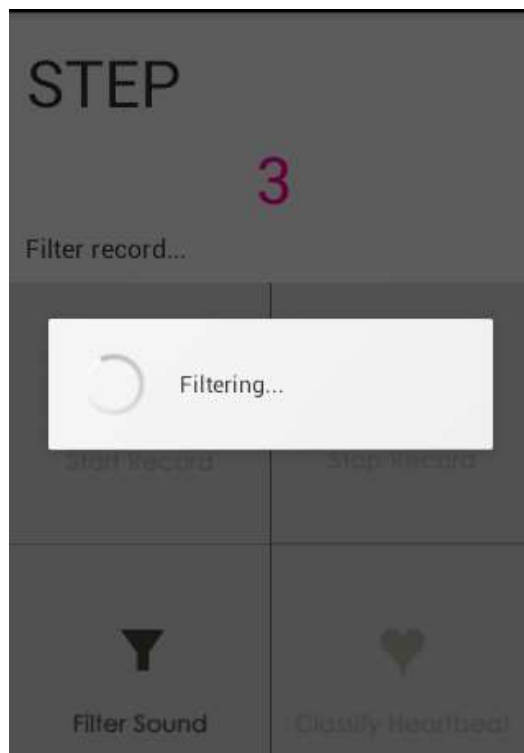 STEP
3
Filter record...
Filtering...
Start Record
Stop Record
Filter Sound
Classify Heartbeat